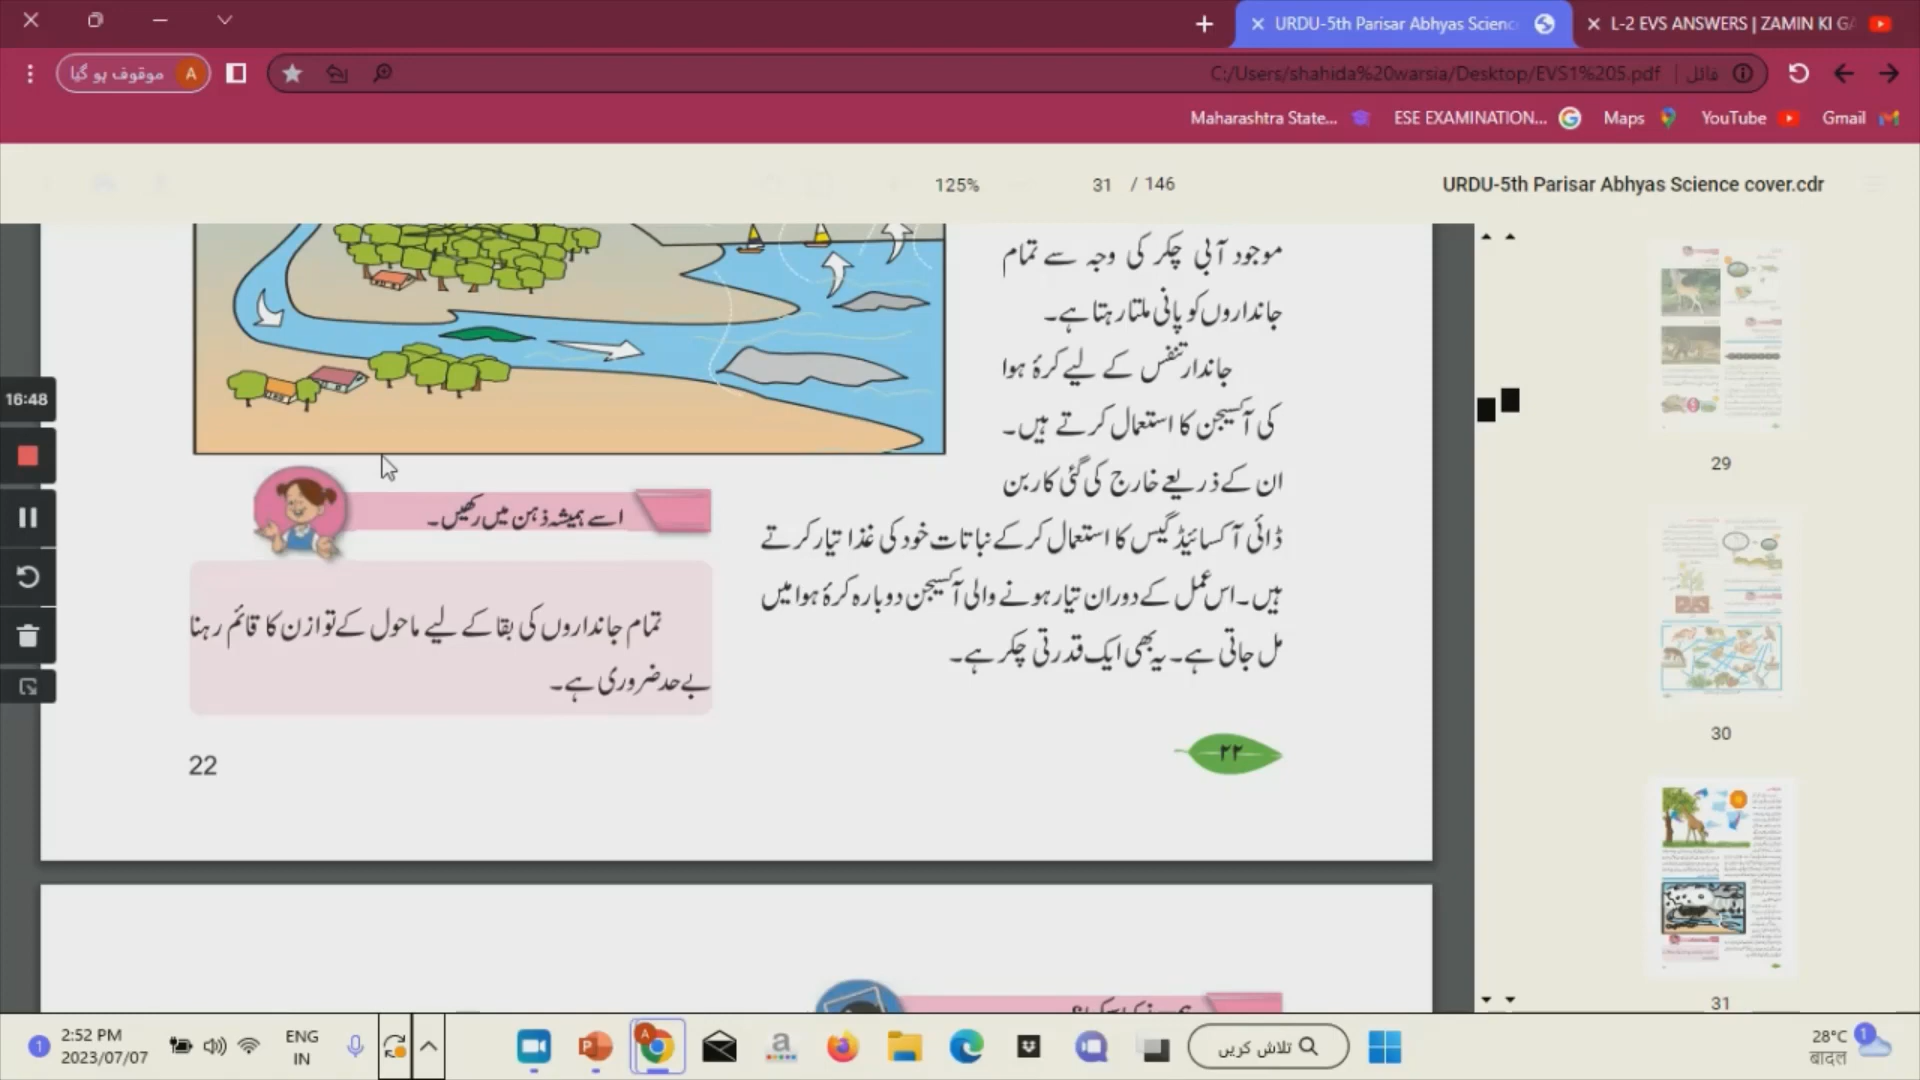 URDU-5th Parisar Abhyas Scienc
L-2 EVS ANSWERS | ZAMIN KI GA
موقوف ہو گیا
A
C:/Users/shahida%20warsia/Desktop/EVS1%205.pdf
فائل
Maharashtra State...
ESE EXAMINATION...
Maps
YouTube
Gmail
125%
31 / 146
URDU-5th Parisar Abhyas Science cover.cdr
موجود آبی چکر کی وجہ سے تمام
جانداروں کو پانی ملتا رہتا ہے۔
جاندار تنفس کے لیے کرۂ ہوا
کی آکسیجن کا استعمال کرتے ہیں۔
ان کے ذریعے خارج کی گئی کاربن
ڈائی آکسائیڈ گیس کا استعمال کرکے نباتات خود کی غذا تیار کرتے
ہیں۔ اس عمل کے دوران تیار ہونے والی آکسیجن دوبارہ کرۂ ہوا میں
مل جاتی ہے۔ یہ بھی ایک قدرتی چکر ہے۔
۲۲
اسے ہمیشہ ذہن میں رکھیں۔
تمام جانداروں کی بقا کے لیے ماحول کے توازن کا قائم رہنا
بے حد ضروری ہے۔
22
16:48
29
30
31
1
2:52 PM
2023/07/07
ENG
IN
تلاش کریں
28°C
बादल
1